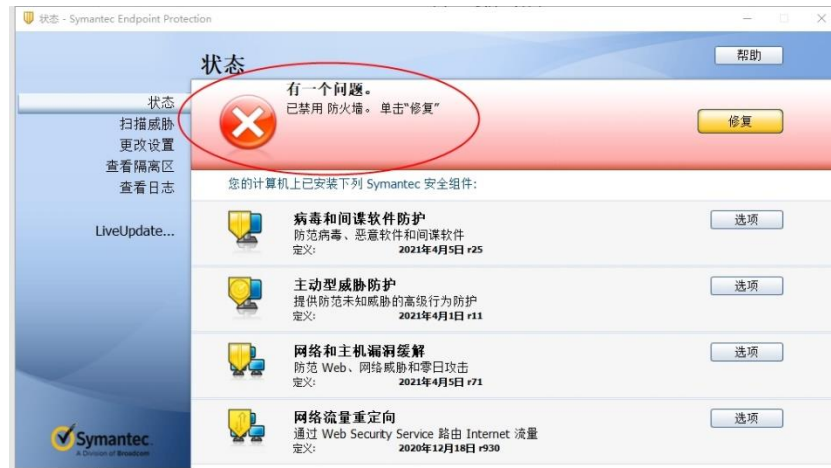 状态 - Symantec Endpoint Protection
状态
帮助
有一个问题。
已禁用 防火墙。 单击“修复”
修复
状态
扫描威胁
更改设置
查看隔离区
查看日志
LiveUpdate...
您的计算机上已安装下列 Symantec 安全组件:
病毒和间谍软件防护
防范病毒、恶意软件和间谍软件
定义: 2021年4月5日 r25
选项
主动型威胁防护
提供防范未知威胁的高级行为防护
定义: 2021年4月1日 r11
选项
网络和主机漏洞缓解
防范 Web、网络威胁和零日攻击
定义: 2021年4月5日 r71
选项
网络流量重定向
通过 Web Security Service 路由 Internet 流量
定义: 2020年12月18日 r930
选项
Symantec.
A Division of Broadcom